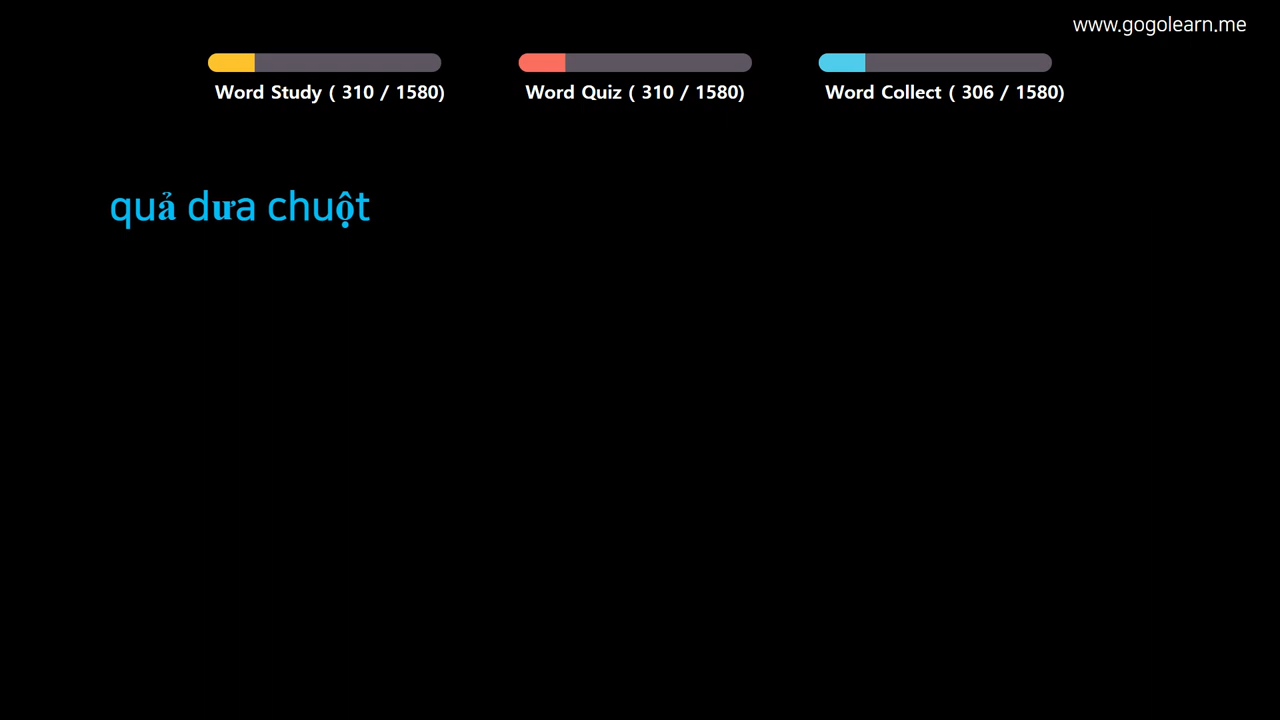 www.gogolearn.me
Word Study ( 310 / 1580)
Word Quiz ( 310 / 1580)
Word Collect ( 306 / 1580)
quả dưa chuột